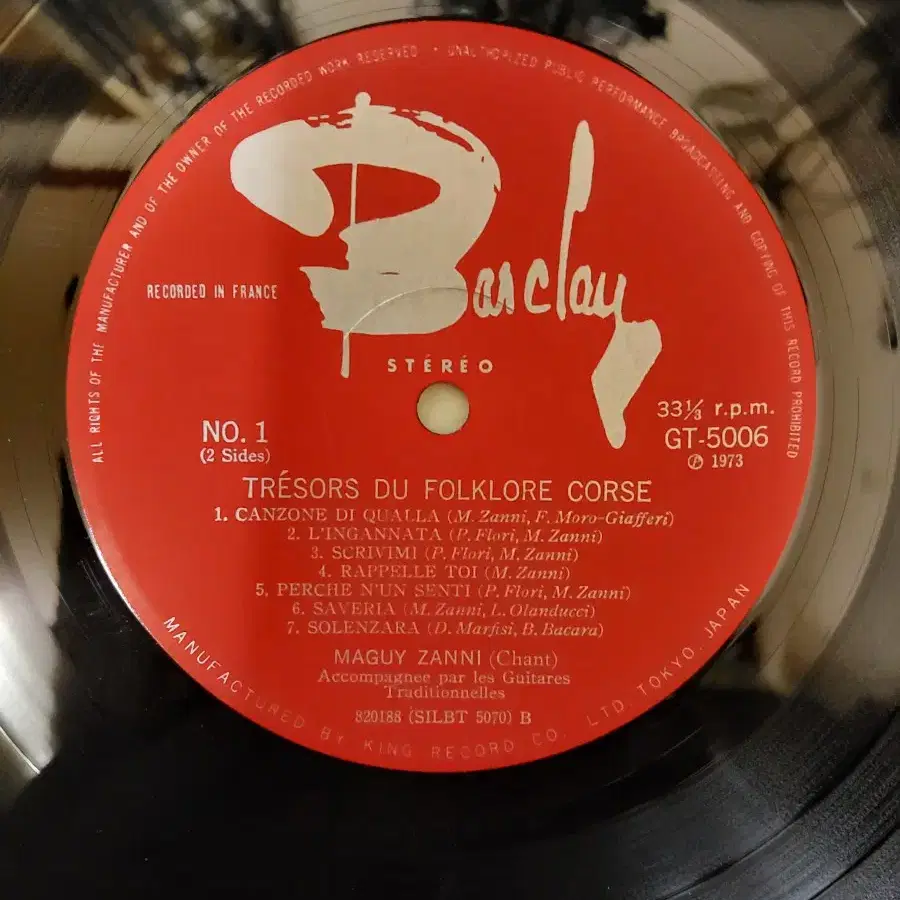 ALL RIGHTS OF THE MANUFACTURER AND OF THE OWNER OF THE RECORDED WORK RESERVED • UNAUTHORIZED PUBLIC PERFORMANCE BROADCASTING AND COPYING OF THIS RECORD PROHIBITED
Barclay
RECORDED IN FRANCE
STÉRÉO
NO. 1
(2 Sides)
33⅓ r.p.m.
GT-5006
Ⓟ 1973
TRÉSORS DU FOLKLORE CORSE
1. CANZONE DI QUALLA (M. Zanni, F. Moro-Giafferi)
2. L'INGANNATA (P. Flori, M. Zanni)
3. SCRIVIMI (P. Flori, M. Zanni)
4. RAPPELLE TOI (M. Zanni)
5. PERCHE N'UN SENTI (P. Flori, M. Zanni)
6. SAVERIA (M. Zanni, L. Olanducci)
7. SOLENZARA (D. Marfisi, B. Bacara)
MAGUY ZANNI (Chant)
Accompagnee par les Guitares
Traditionnelles
820188 (SILBT 5070) B
MANUFACTURED BY KING RECORD CO. LTD. TOKYO. JAPAN